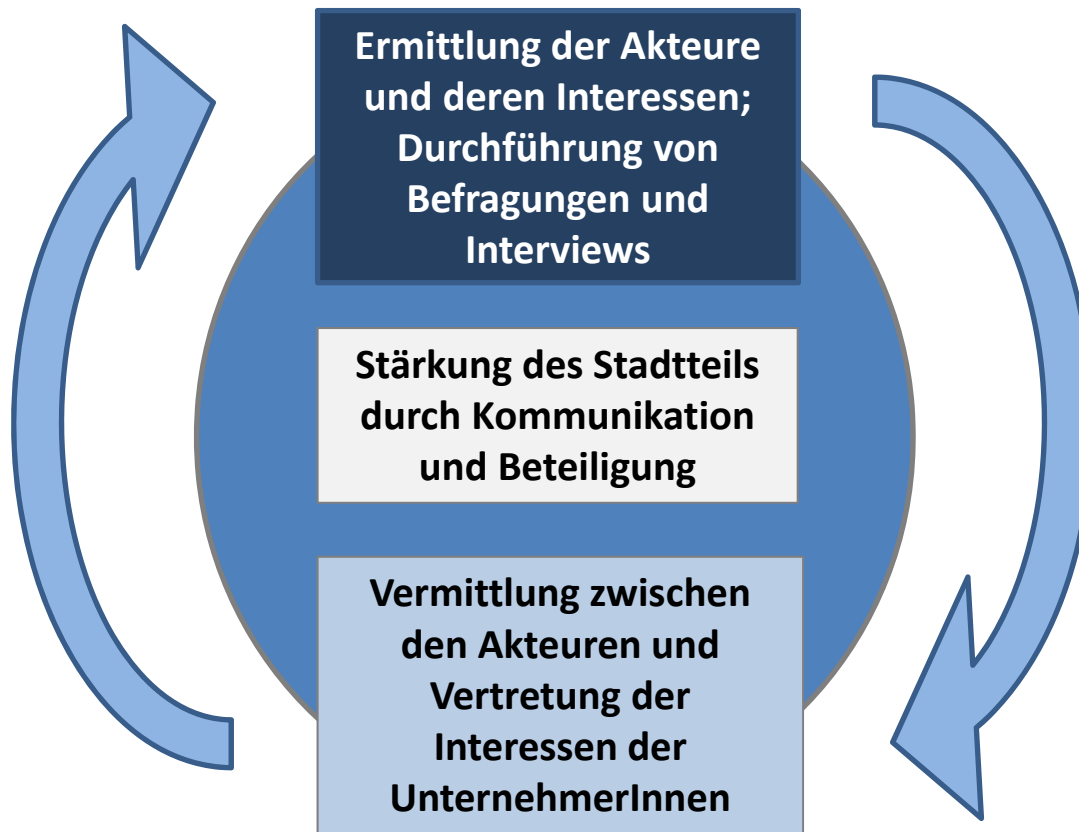 Ermittlung der Akteure
und deren Interessen;
Durchführung von
Befragungen und
Interviews
Stärkung des Stadtteils
durch Kommunikation
und Beteiligung
Vermittlung zwischen
den Akteuren und
Vertretung der
Interessen der
UnternehmerInnen